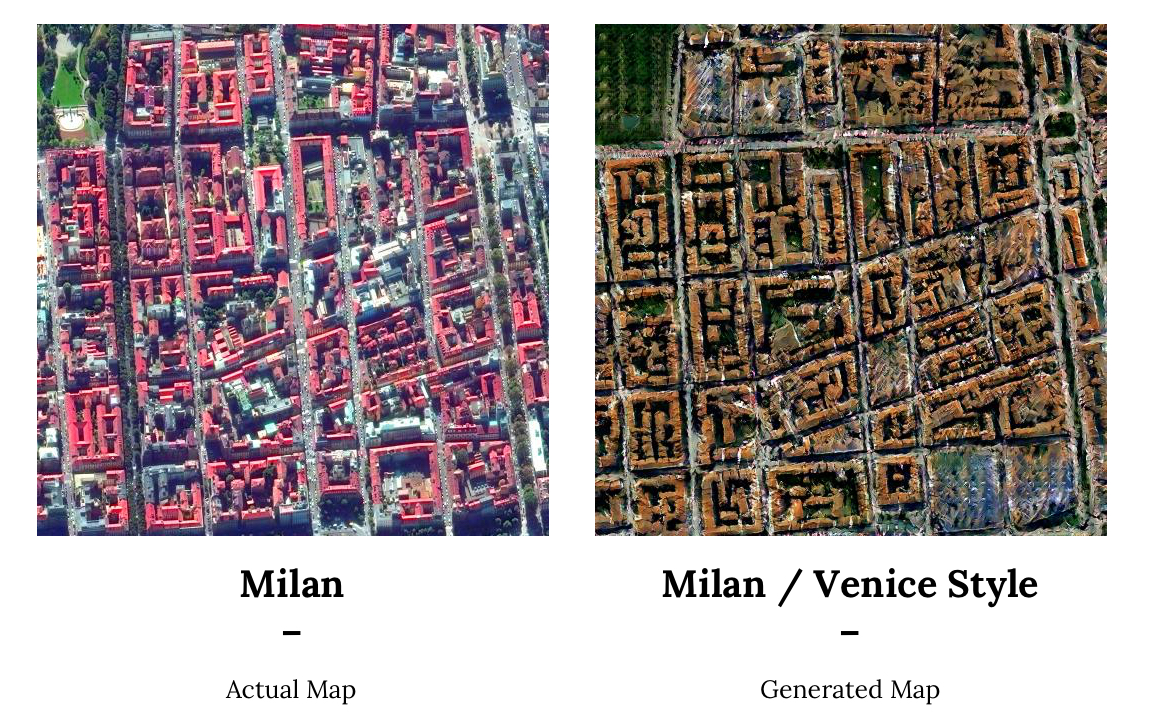 Milan
Milan / Venice Style
–
–
Actual Map
Generated Map